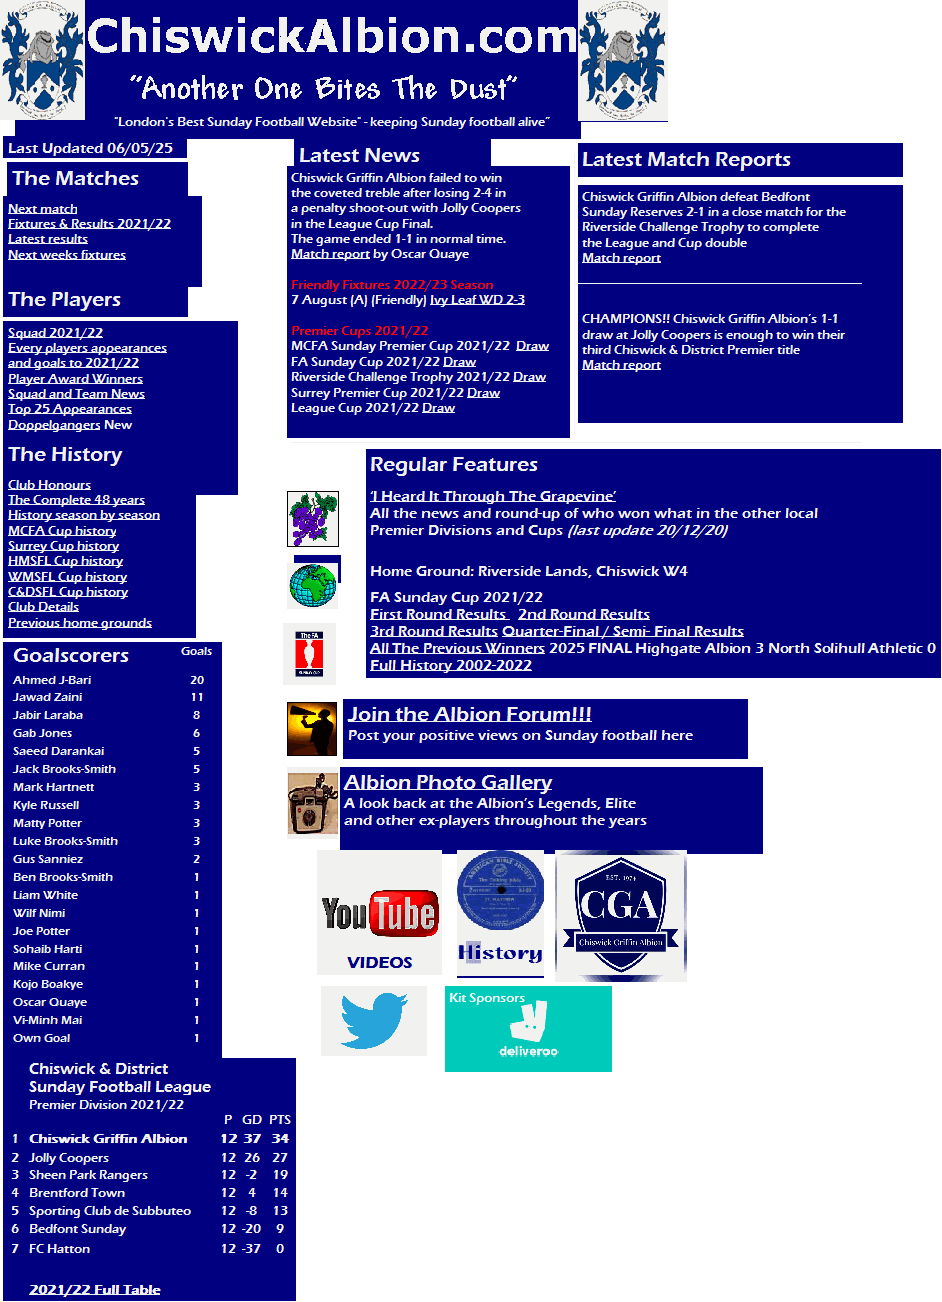 ChiswickAlbion.com
"Another One Bites The Dust"
"London's Best Sunday Football Website" - keeping Sunday football alive"
Last Updated 06/05/25
The Matches
Next match
Fixtures & Results 2021/22
Latest results
Next weeks fixtures
The Players
Squad 2021/22
Every players appearances
and goals to 2021/22
Player Award Winners
Squad and Team News
Top 25 Appearances
Doppelgangers New
The History
Club Honours
The Complete 48 years
History season by season
MCFA Cup history
Surrey Cup history
HMSFL Cup history
WMSFL Cup history
C&DSFL Cup history
Club Details
Previous home grounds
Goalscorers Goals
Ahmed J-Bari 20
Jawad Zaini 11
Jabir Laraba 8
Gab Jones 6
Saeed Darankai 5
Jack Brooks-Smith 5
Mark Hartnett 3
Kyle Russell 3
Matty Potter 3
Luke Brooks-Smith 3
Gus Sanniez 2
Ben Brooks-Smith 1
Liam White 1
Wilf Nimi 1
Joe Potter 1
Sohaib Harti 1
Mike Curran 1
Kojo Boakye 1
Oscar Quaye 1
Vi-Minh Mai 1
Own Goal 1
Chiswick & District
Sunday Football League
Premier Division 2021/22
P GD PTS
1 Chiswick Griffin Albion 12 37 34
2 Jolly Coopers 12 26 27
3 Sheen Park Rangers 12 -2 19
4 Brentford Town 12 4 14
5 Sporting Club de Subbuteo 12 -8 13
6 Bedfont Sunday 12 -20 9
7 FC Hatton 12 -37 0
2021/22 Full Table
Latest News
Chiswick Griffin Albion failed to win
the coveted treble after losing 2-4 in
a penalty shoot-out with Jolly Coopers
in the League Cup Final.
The game ended 1-1 in normal time.
Match report by Oscar Quaye
Friendly Fixtures 2022/23 Season
7 August (A) (Friendly) Ivy Leaf WD 2-3
Premier Cups 2021/22
MCFA Sunday Premier Cup 2021/22 Draw
FA Sunday Cup 2021/22 Draw
Riverside Challenge Trophy 2021/22 Draw
Surrey Premier Cup 2021/22 Draw
League Cup 2021/22 Draw
Latest Match Reports
Chiswick Griffin Albion defeat Bedfont
Sunday Reserves 2-1 in a close match for the
Riverside Challenge Trophy to complete
the League and Cup double
Match report
CHAMPIONS!! Chiswick Griffin Albion's 1-1
draw at Jolly Coopers is enough to win their
third Chiswick & District Premier title
Match report
Regular Features
'I Heard It Through The Grapevine'
All the news and round-up of who won what in the other local
Premier Divisions and Cups (last update 20/12/20)
Home Ground: Riverside Lands, Chiswick W4
FA Sunday Cup 2021/22
First Round Results 2nd Round Results
3rd Round Results Quarter-Final / Semi- Final Results
All The Previous Winners 2025 FINAL Highgate Albion 3 North Solihull Athletic 0
Full History 2002-2022
The FA
SUNDAY CUP
Join the Albion Forum!!!
Post your positive views on Sunday football here
Albion Photo Gallery
A look back at the Albion's Legends, Elite
and other ex-players throughout the years
YouTube
VIDEOS
AMERICAN BIBLE SOCIETY
The Talking Bible
History
EST. 1974
CGA
Chiswick Griffin Albion
Kit Sponsors
deliveroo